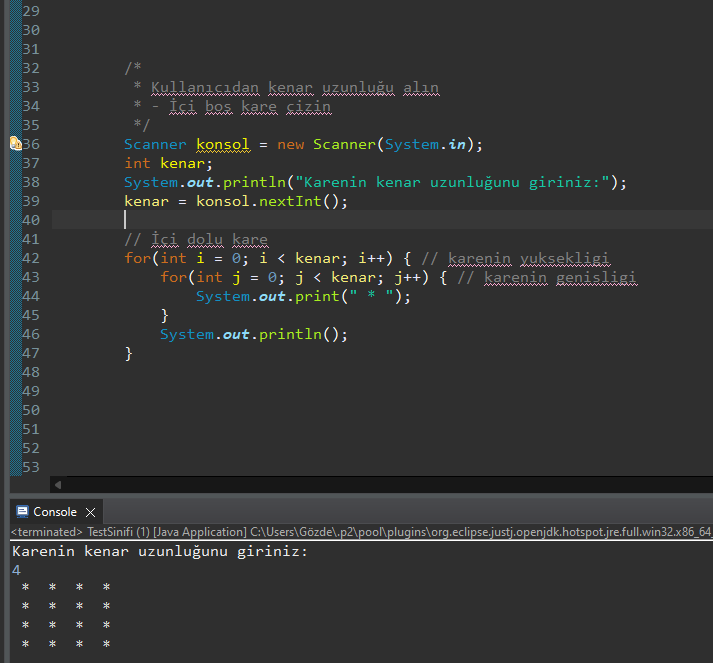 29
30
31
32 /*
33 * Kullanıcıdan kenar uzunluğu alın
34 * - İçi boş kare çizin
35 */
36 Scanner konsol = new Scanner(System.in);
37 int kenar;
38 System.out.println("Karenin kenar uzunluğunu giriniz:");
39 kenar = konsol.nextInt();
40
41 // İçi dolu kare
42 for(int i = 0; i < kenar; i++) { // karenin yuksekligi
43 for(int j = 0; j < kenar; j++) { // karenin genisligi
44 System.out.print(" * ");
45 }
46 System.out.println();
47 }
48
49
50
51
52
53
Console
<terminated> TestSinifi (1) [Java Application] C:\Users\Gözde\.p2\pool\plugins\org.eclipse.justj.openjdk.hotspot.jre.full.win32.x86_64_
Karenin kenar uzunluğunu giriniz:
4
* * * *
* * * *
* * * *
* * * *